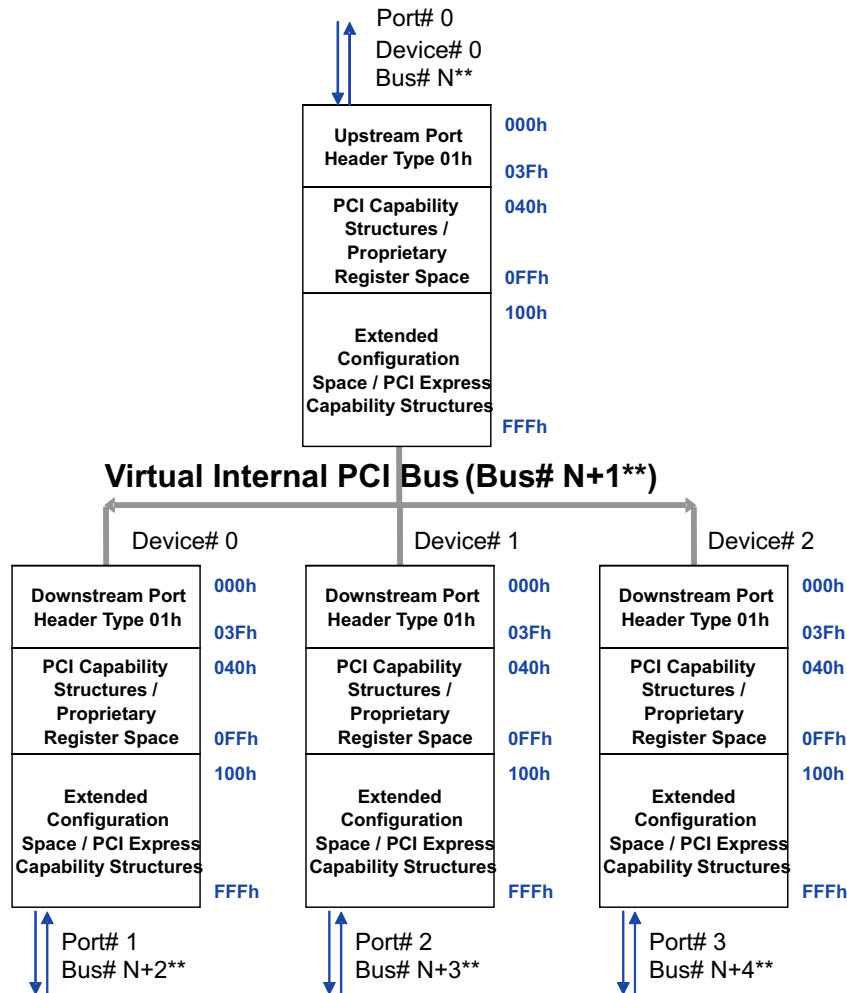 Port# 0
Device# 0
Bus# N**
Upstream Port
Header Type 01h
000h
03Fh
PCI Capability
Structures /
Proprietary
Register Space
040h
0FFh
Extended
Configuration
Space / PCI Express
Capability Structures
100h
FFFh
Virtual Internal PCI Bus (Bus# N+1**)
Device# 0
Device# 1
Device# 2
Downstream Port
Header Type 01h
000h
03Fh
PCI Capability
Structures /
Proprietary
Register Space
040h
0FFh
Extended
Configuration
Space / PCI Express
Capability Structures
100h
FFFh
Port# 1
Bus# N+2**
Downstream Port
Header Type 01h
000h
03Fh
PCI Capability
Structures /
Proprietary
Register Space
040h
0FFh
Extended
Configuration
Space / PCI Express
Capability Structures
100h
FFFh
Port# 2
Bus# N+3**
Downstream Port
Header Type 01h
000h
03Fh
PCI Capability
Structures /
Proprietary
Register Space
040h
0FFh
Extended
Configuration
Space / PCI Express
Capability Structures
100h
FFFh
Port# 3
Bus# N+4**